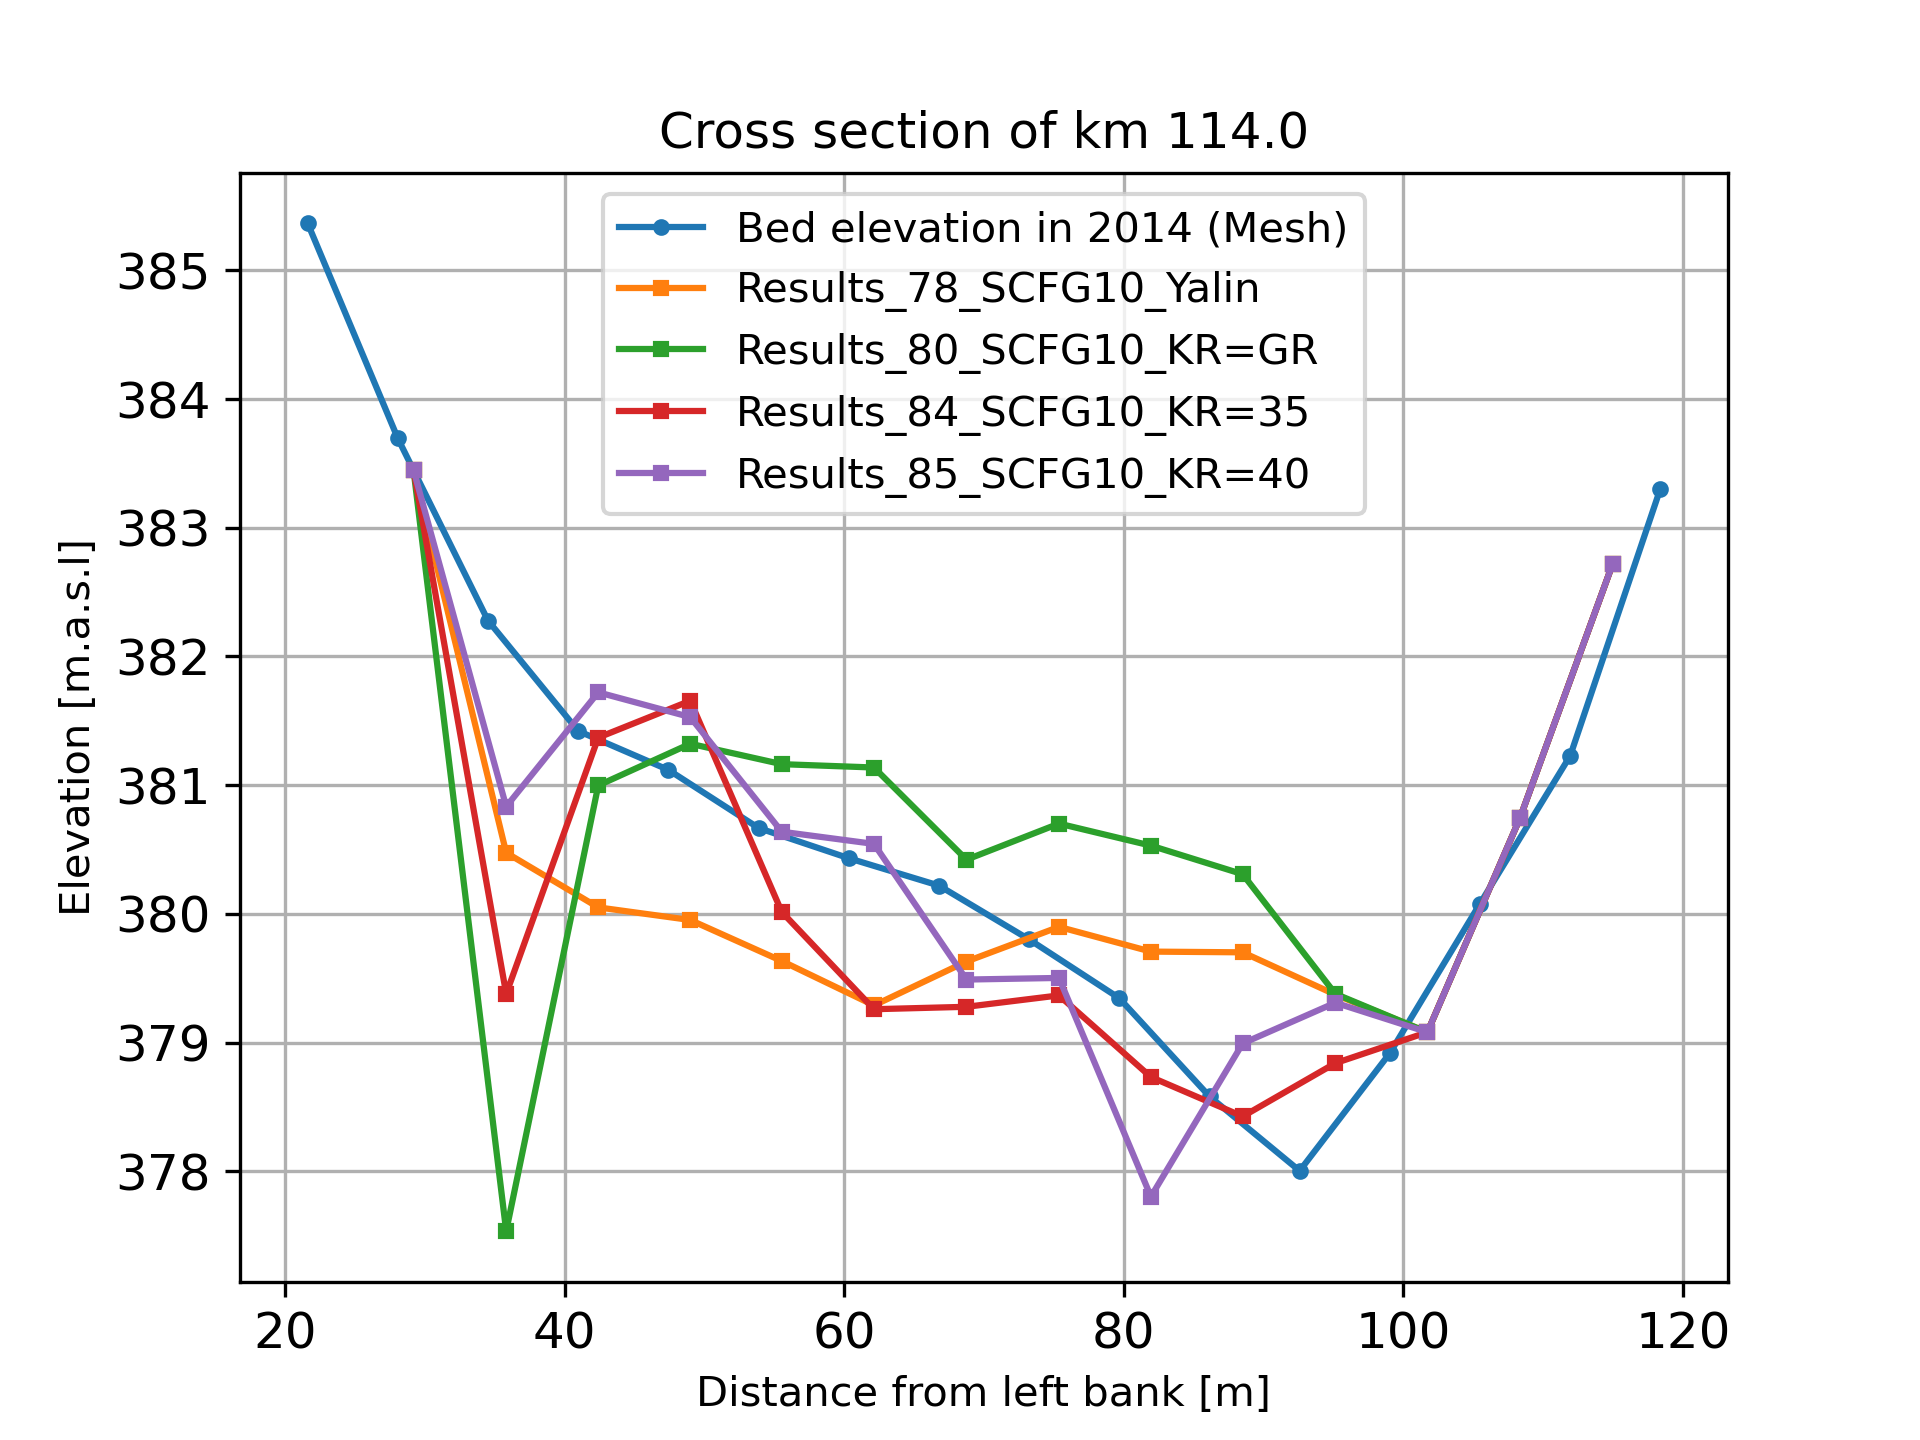 Cross section of km 114.0
Bed elevation in 2014 (Mesh)
Results_78_SCFG10_Yalin
Results_80_SCFG10_KR=GR
Results_84_SCFG10_KR=35
Results_85_SCFG10_KR=40
Elevation [m.a.s.l]
385
384
383
382
381
380
379
378
20 40 60 80 100 120
Distance from left bank [m]